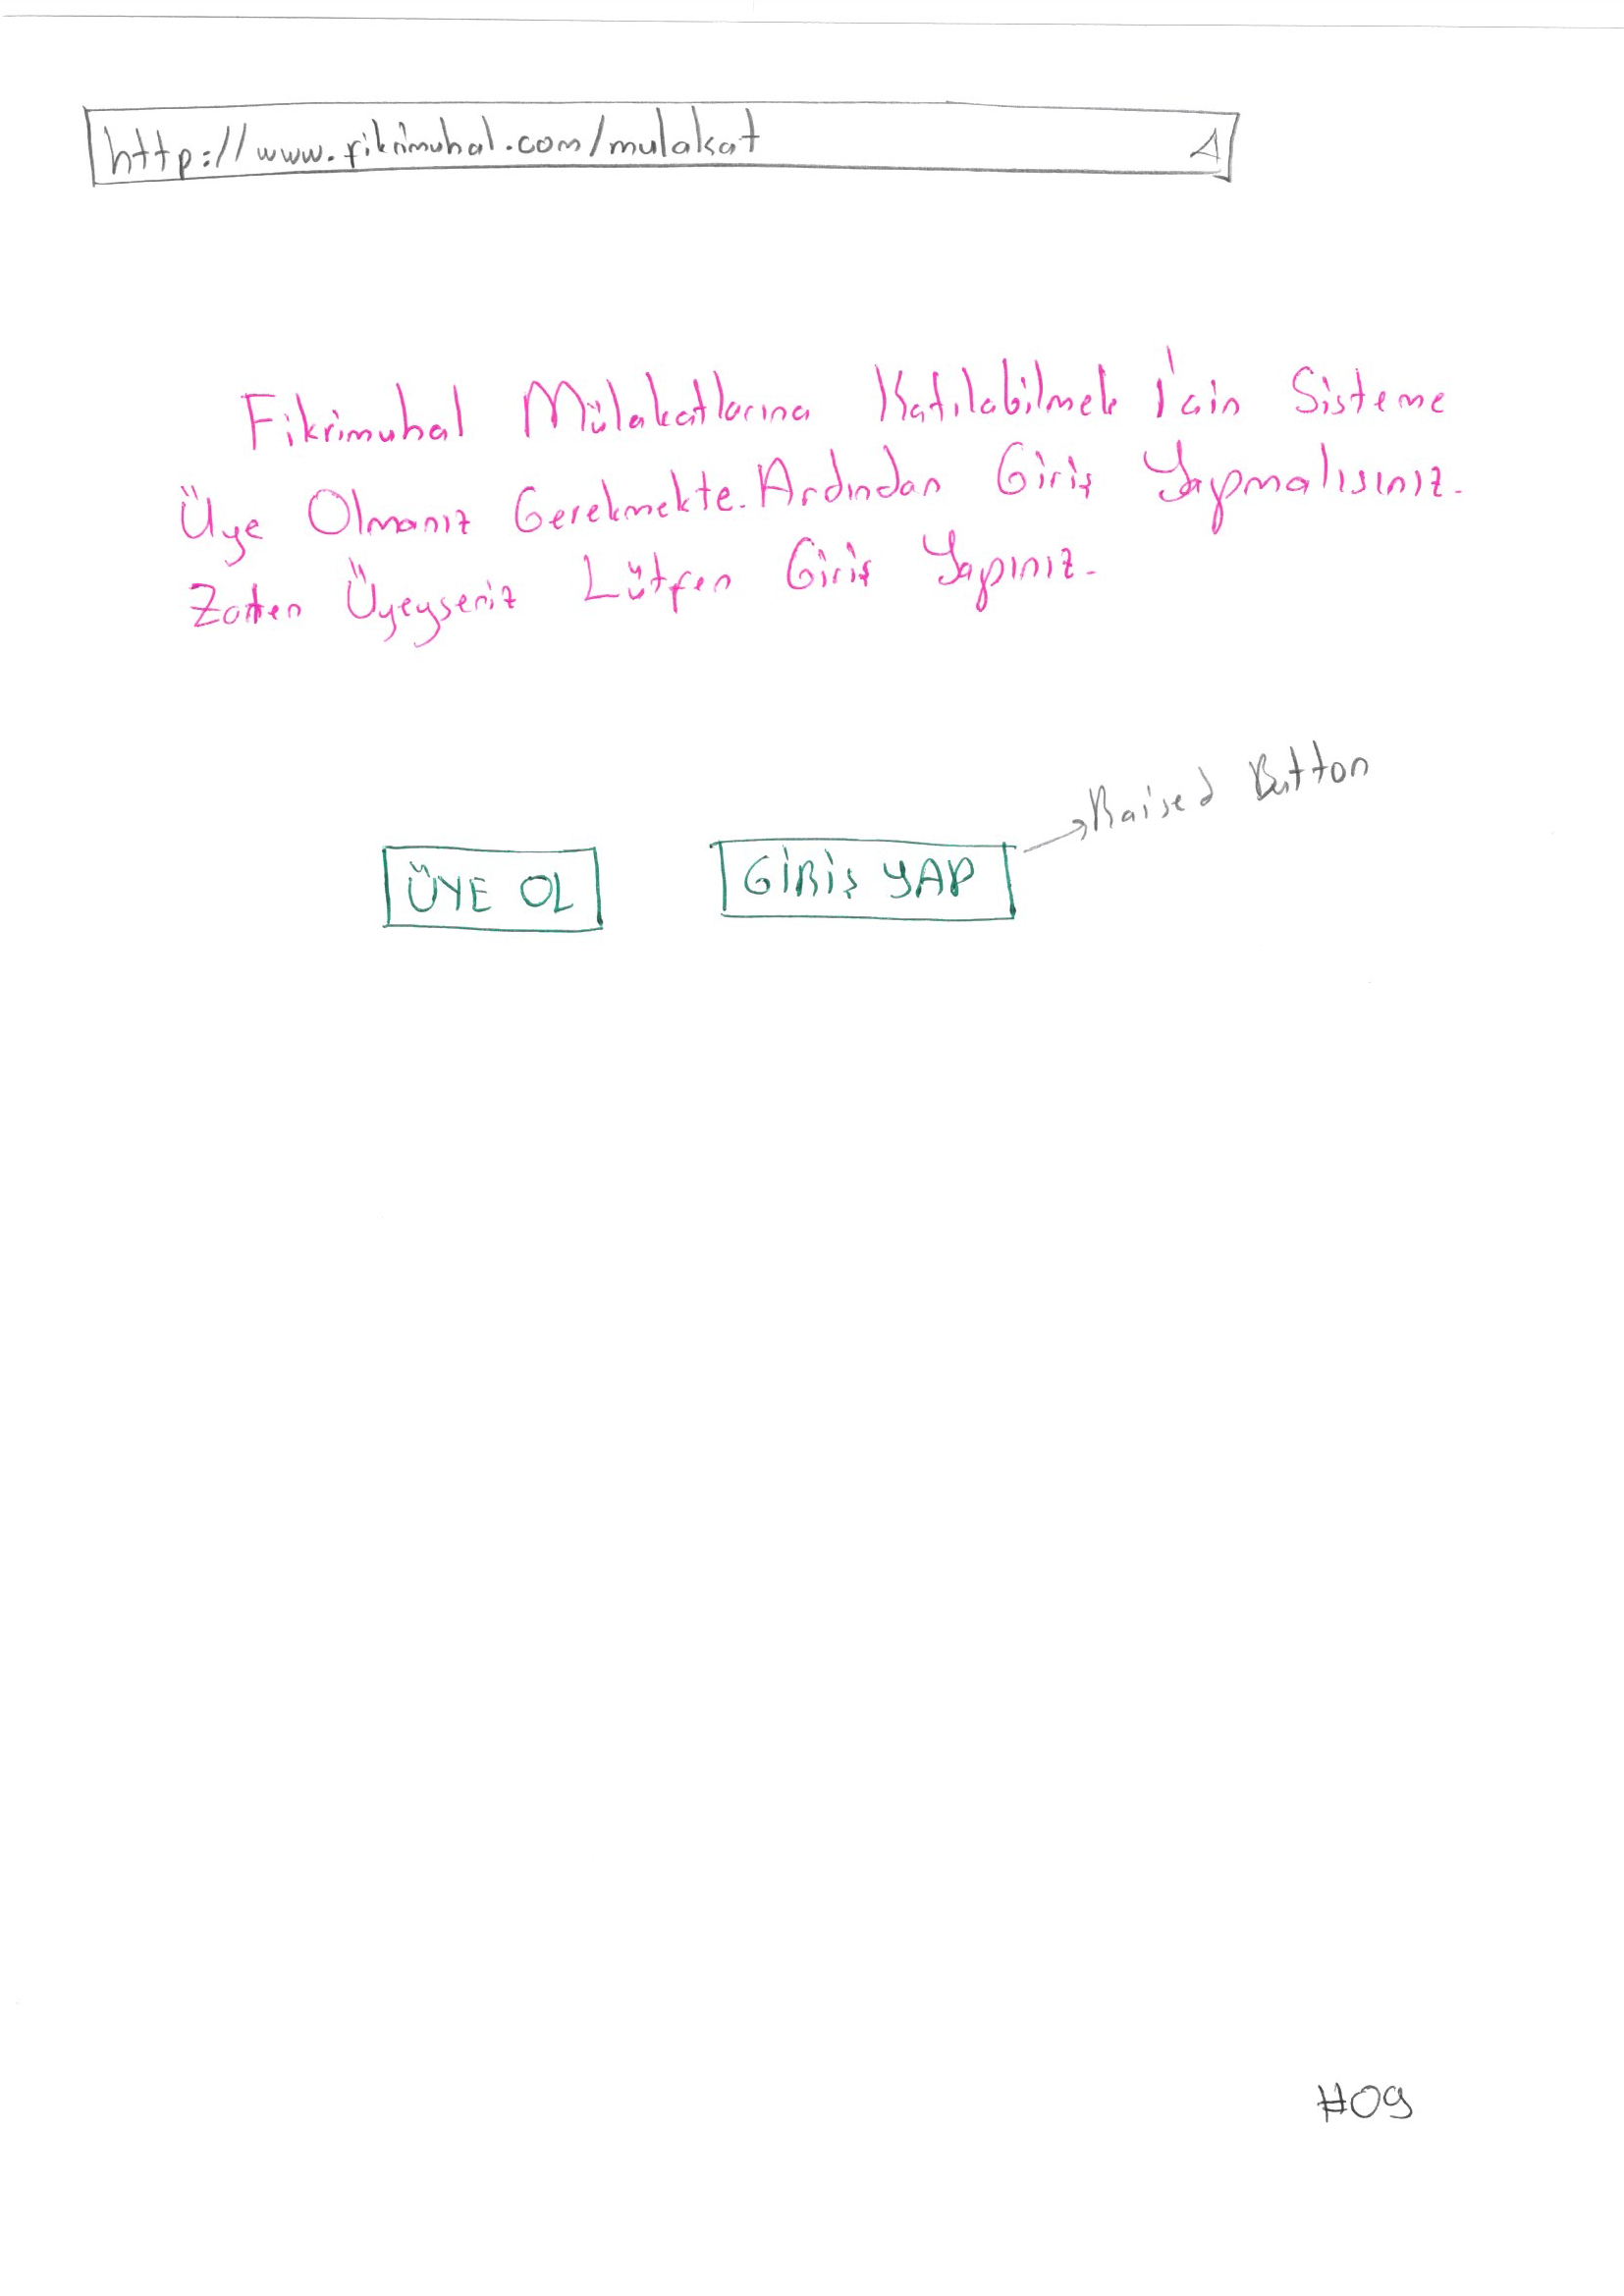 http://www.fikrimuhal.com/mulakat
Fikrimuhal Mülakatlarına Katılabilmek İçin Sisteme
Üye Olmanız Gerekmekte. Ardından Giriş Yapmalısınız.
Zaten Üyeyseniz Lütfen Giriş Yapınız.
Raised Button
ÜYE OL GİRİŞ YAP
#09